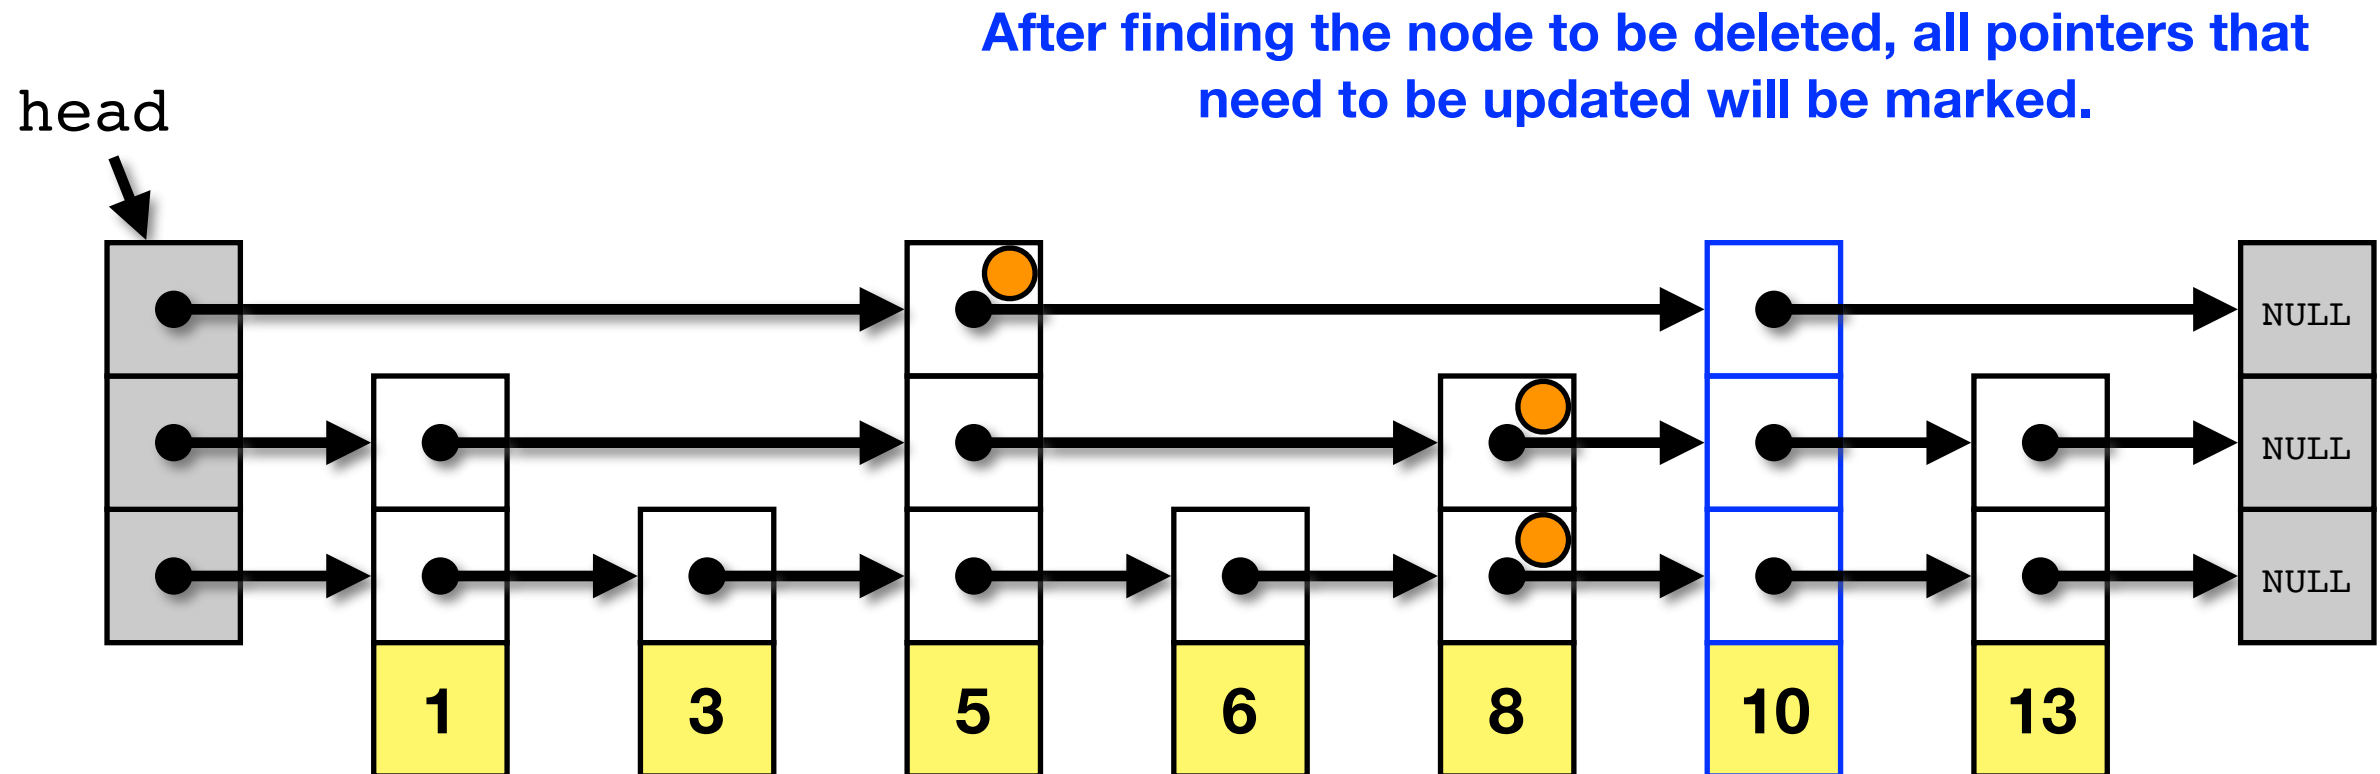 After finding the node to be deleted, all pointers that
need to be updated will be marked.
head
NULL
NULL
NULL
1 3 5 6 8 10 13